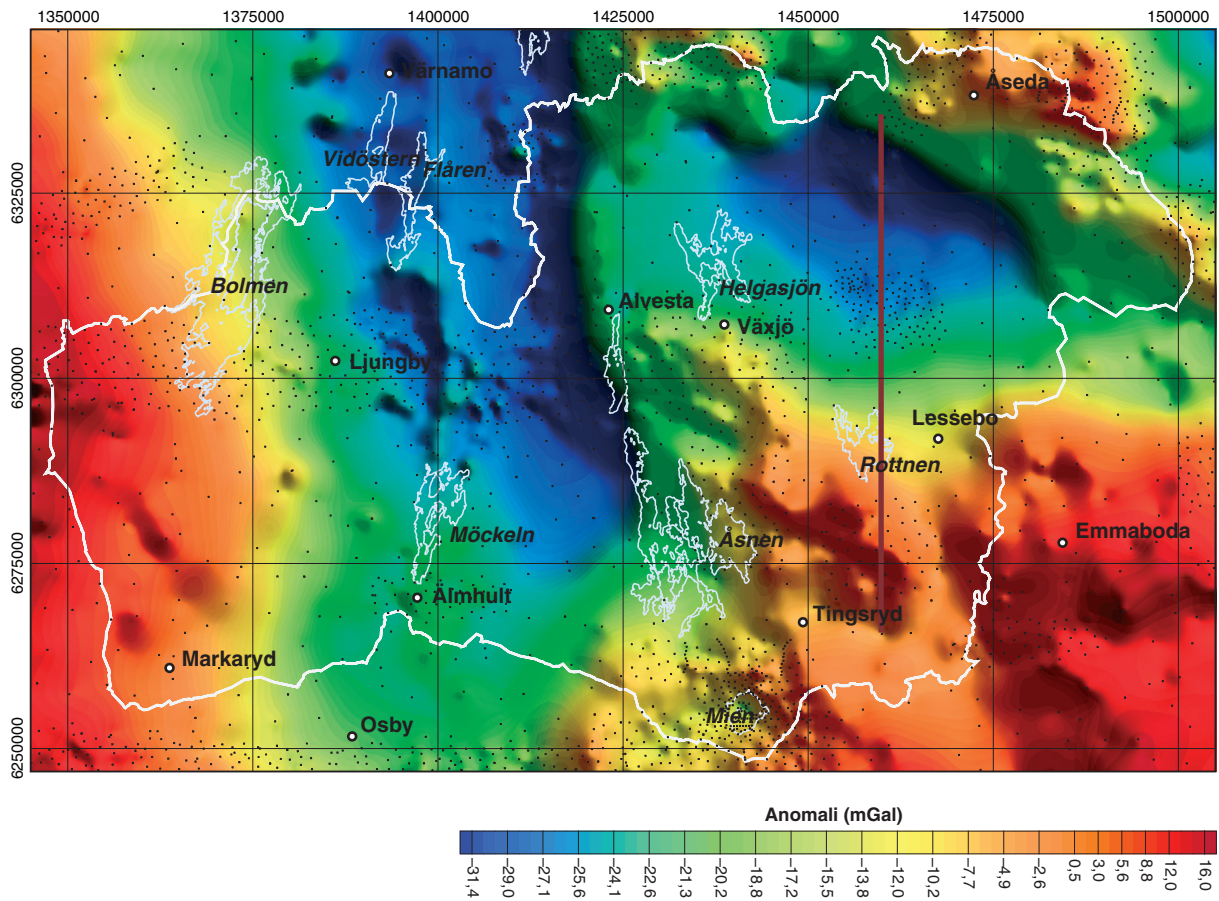 1350000 1375000 1400000 1425000 1450000 1475000 1500000
Värnamo
Åseda
Vidöstern
Flåren
6325000
Bolmen
Helgasjön
Alvesta
Växjö
Ljungby
6300000
Lessebo
Rottnen
Möckeln
Åsnen
Emmaboda
6275000
Älmhult
Tingsryd
Markaryd
Mien
Osby
6250000
Anomali (mGal)
–31,4 –29,0 –27,1 –25,6 –24,1 –22,6 –21,3 –20,2 –18,8 –17,2 –15,5 –13,8 –12,0 –10,2 –7,7 –4,9 –2,6 0,5 3,0 5,6 8,2 12,0 16,0